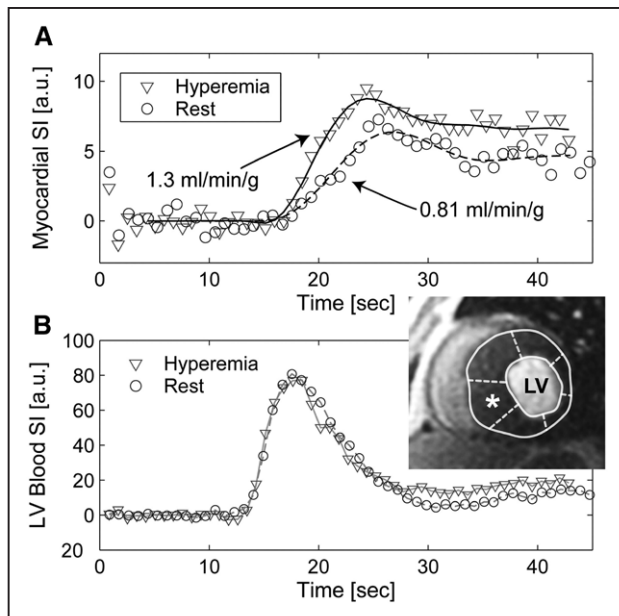 A
Myocardial SI [a.u.]
10
5
0
Hyperemia
Rest
1.3 ml/min/g
0.81 ml/min/g
0 10 20 30 40
Time [sec]
B
LV Blood SI [a.u.]
100
80
60
40
20
0
20
Hyperemia
Rest
LV
*
0 10 20 30 40
Time [sec]